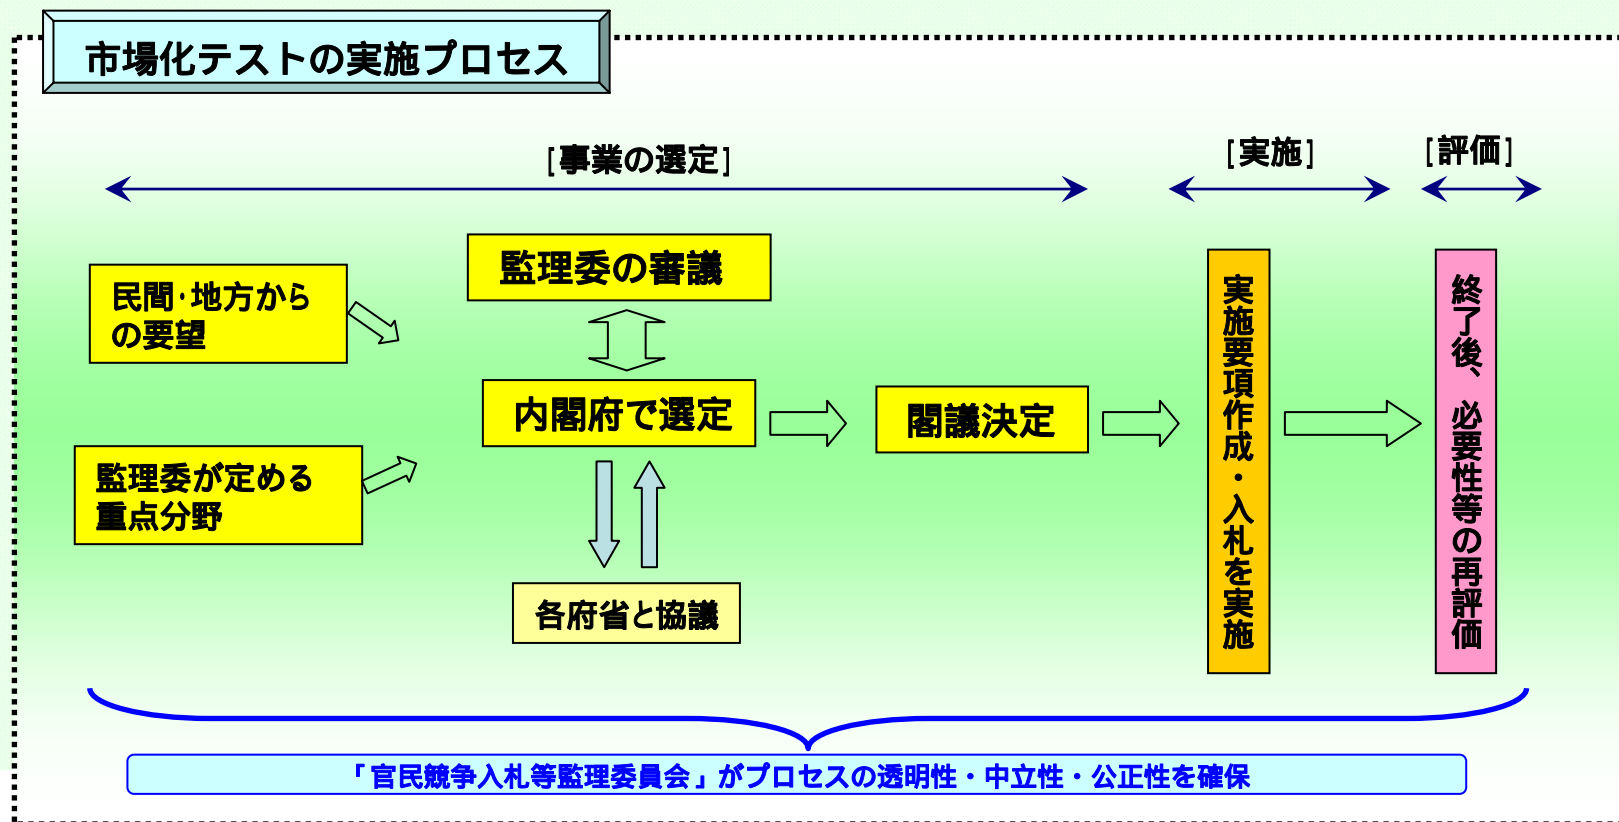 市場化テストの実施プロセス
[事業の選定]
[実施]
[評価]
民間・地方から
の要望
監理委が定める
重点分野
監理委の審議
内閣府で選定
各府省と協議
閣議決定
実施要項作成・入札を実施
終了後、必要性等の再評価
「官民競争入札等監理委員会」がプロセスの透明性・中立性・公正性を確保